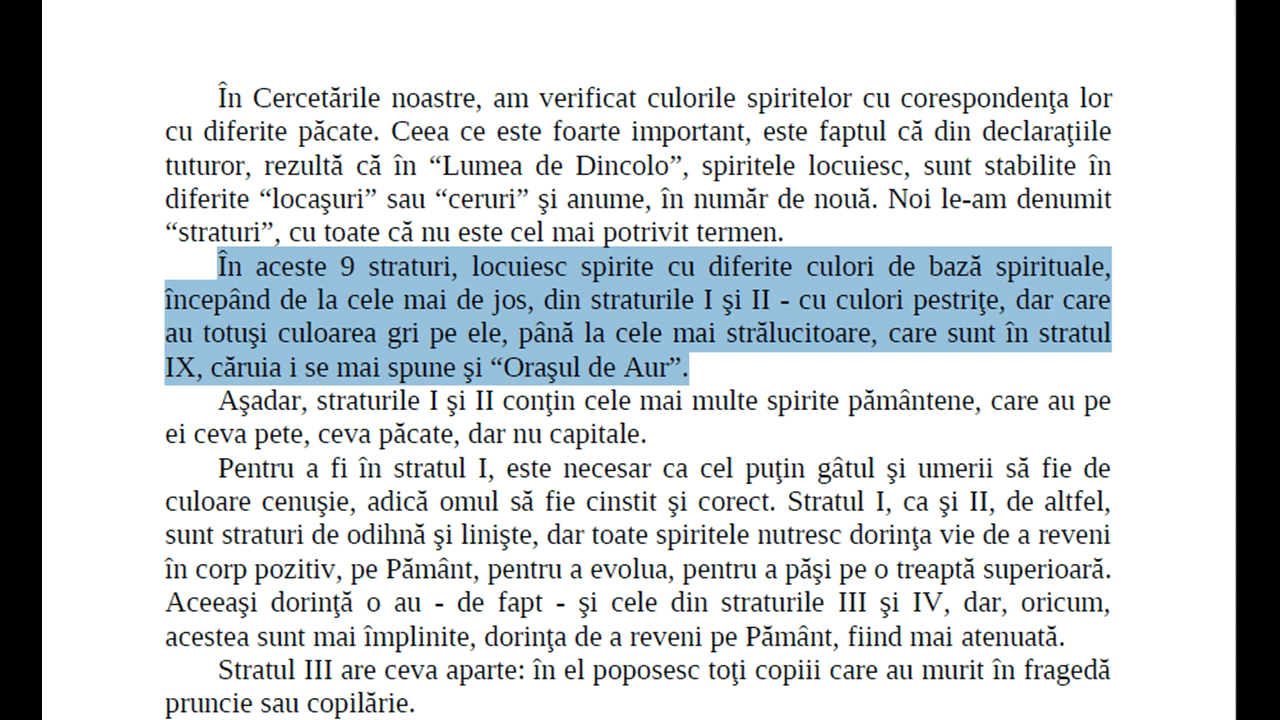 În Cercetările noastre, am verificat culorile spiritelor cu corespondenţa lor
cu diferite păcate. Ceea ce este foarte important, este faptul că din declaraţiile
tuturor, rezultă că în “Lumea de Dincolo”, spiritele locuiesc, sunt stabilite în
diferite “locaşuri” sau “ceruri” şi anume, în număr de nouă. Noi le-am denumit
“straturi”, cu toate că nu este cel mai potrivit termen.
În aceste 9 straturi, locuiesc spirite cu diferite culori de bază spirituale,
începând de la cele mai de jos, din straturile I şi II - cu culori pestriţe, dar care
au totuşi culoarea gri pe ele, până la cele mai strălucitoare, care sunt în stratul
IX, căruia i se mai spune şi “Oraşul de Aur”.
Aşadar, straturile I şi II conţin cele mai multe spirite pământene, care au pe
ei ceva pete, ceva păcate, dar nu capitale.
Pentru a fi în stratul I, este necesar ca cel puţin gâtul şi umerii să fie de
culoare cenuşie, adică omul să fie cinstit şi corect. Stratul I, ca şi II, de altfel,
sunt straturi de odihnă şi linişte, dar toate spiritele nutresc dorinţa vie de a reveni
în corp pozitiv, pe Pământ, pentru a evolua, pentru a păşi pe o treaptă superioară.
Aceeaşi dorinţă o au - de fapt - şi cele din straturile III şi IV, dar, oricum,
acestea sunt mai împlinite, dorinţa de a reveni pe Pământ, fiind mai atenuată.
Stratul III are ceva aparte: în el poposesc toţi copiii care au murit în fragedă
pruncie sau copilărie.